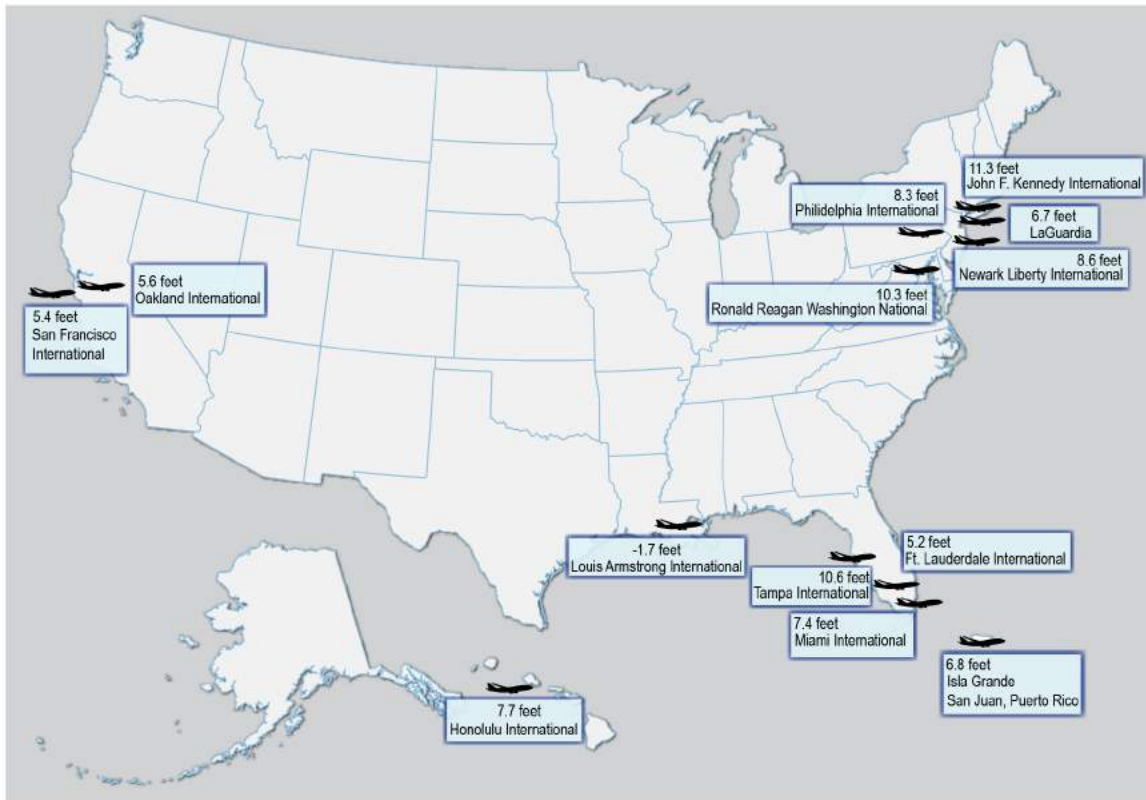 11.3 feet
John F. Kennedy International
8.3 feet
Philidelphia International
6.7 feet
LaGuardia
8.6 feet
Newark Liberty International
5.6 feet
Oakland International
10.3 feet
Ronald Reagan Washington National
5.4 feet
San Francisco
International
5.2 feet
Ft. Lauderdale International
-1.7 feet
Louis Armstrong International
10.6 feet
Tampa International
7.4 feet
Miami International
6.8 feet
Isla Grande
San Juan, Puerto Rico
7.7 feet
Honolulu International